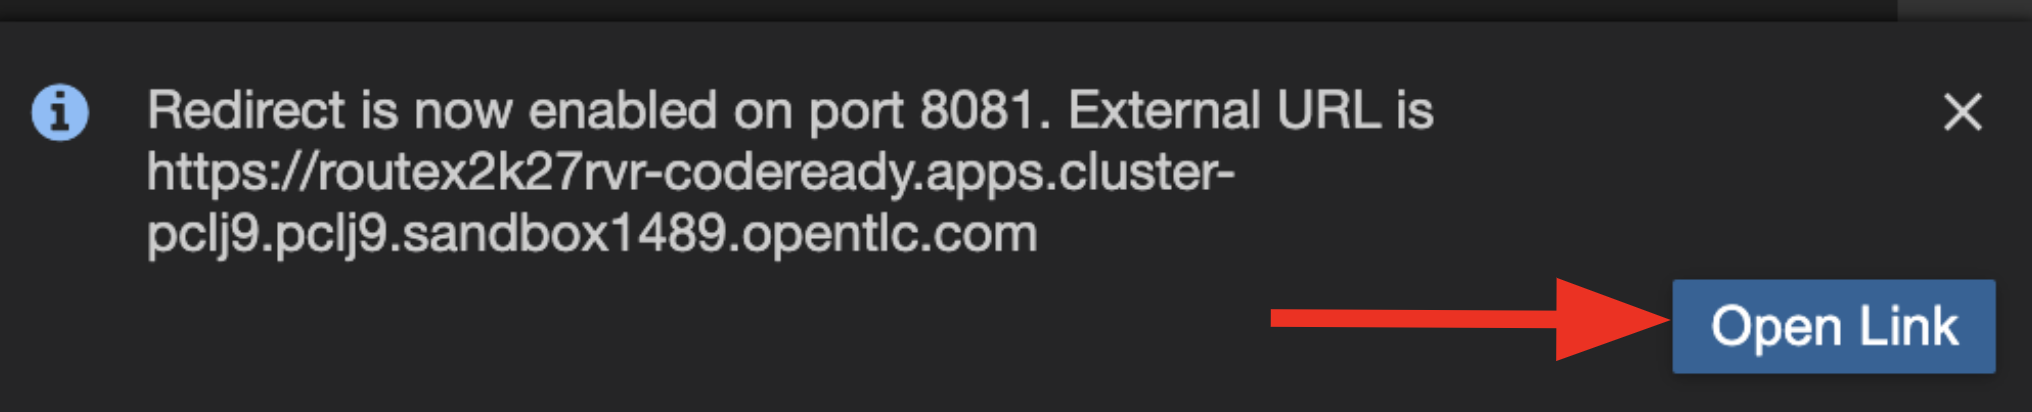 Redirect is now enabled on port 8081. External URL is
https://routex2k27rvr-codeready.apps.cluster-
pclj9.pclj9.sandbox1489.opentlc.com
Open Link